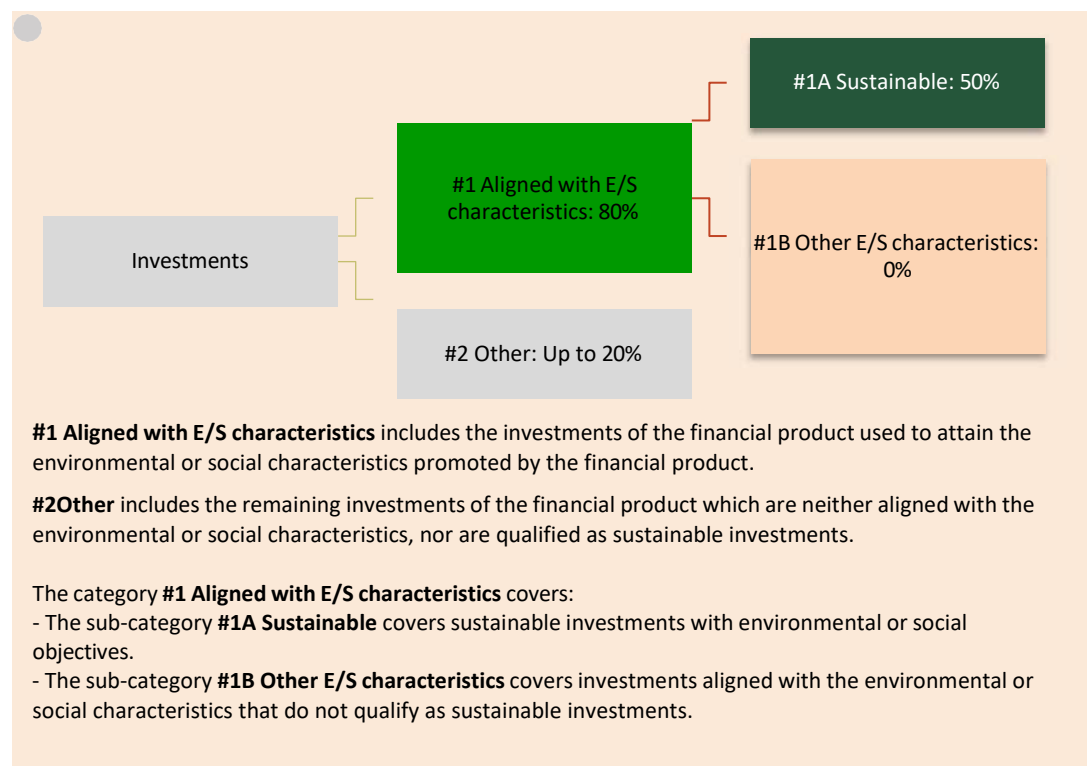 #1A Sustainable: 50%
#1 Aligned with E/S
characteristics: 80%
#1B Other E/S characteristics:
0%
Investments
#2 Other: Up to 20%
#1 Aligned with E/S characteristics includes the investments of the financial product used to attain the
environmental or social characteristics promoted by the financial product.
#2Other includes the remaining investments of the financial product which are neither aligned with the
environmental or social characteristics, nor are qualified as sustainable investments.
The category #1 Aligned with E/S characteristics covers:
- The sub-category #1A Sustainable covers sustainable investments with environmental or social
objectives.
- The sub-category #1B Other E/S characteristics covers investments aligned with the environmental or
social characteristics that do not qualify as sustainable investments.